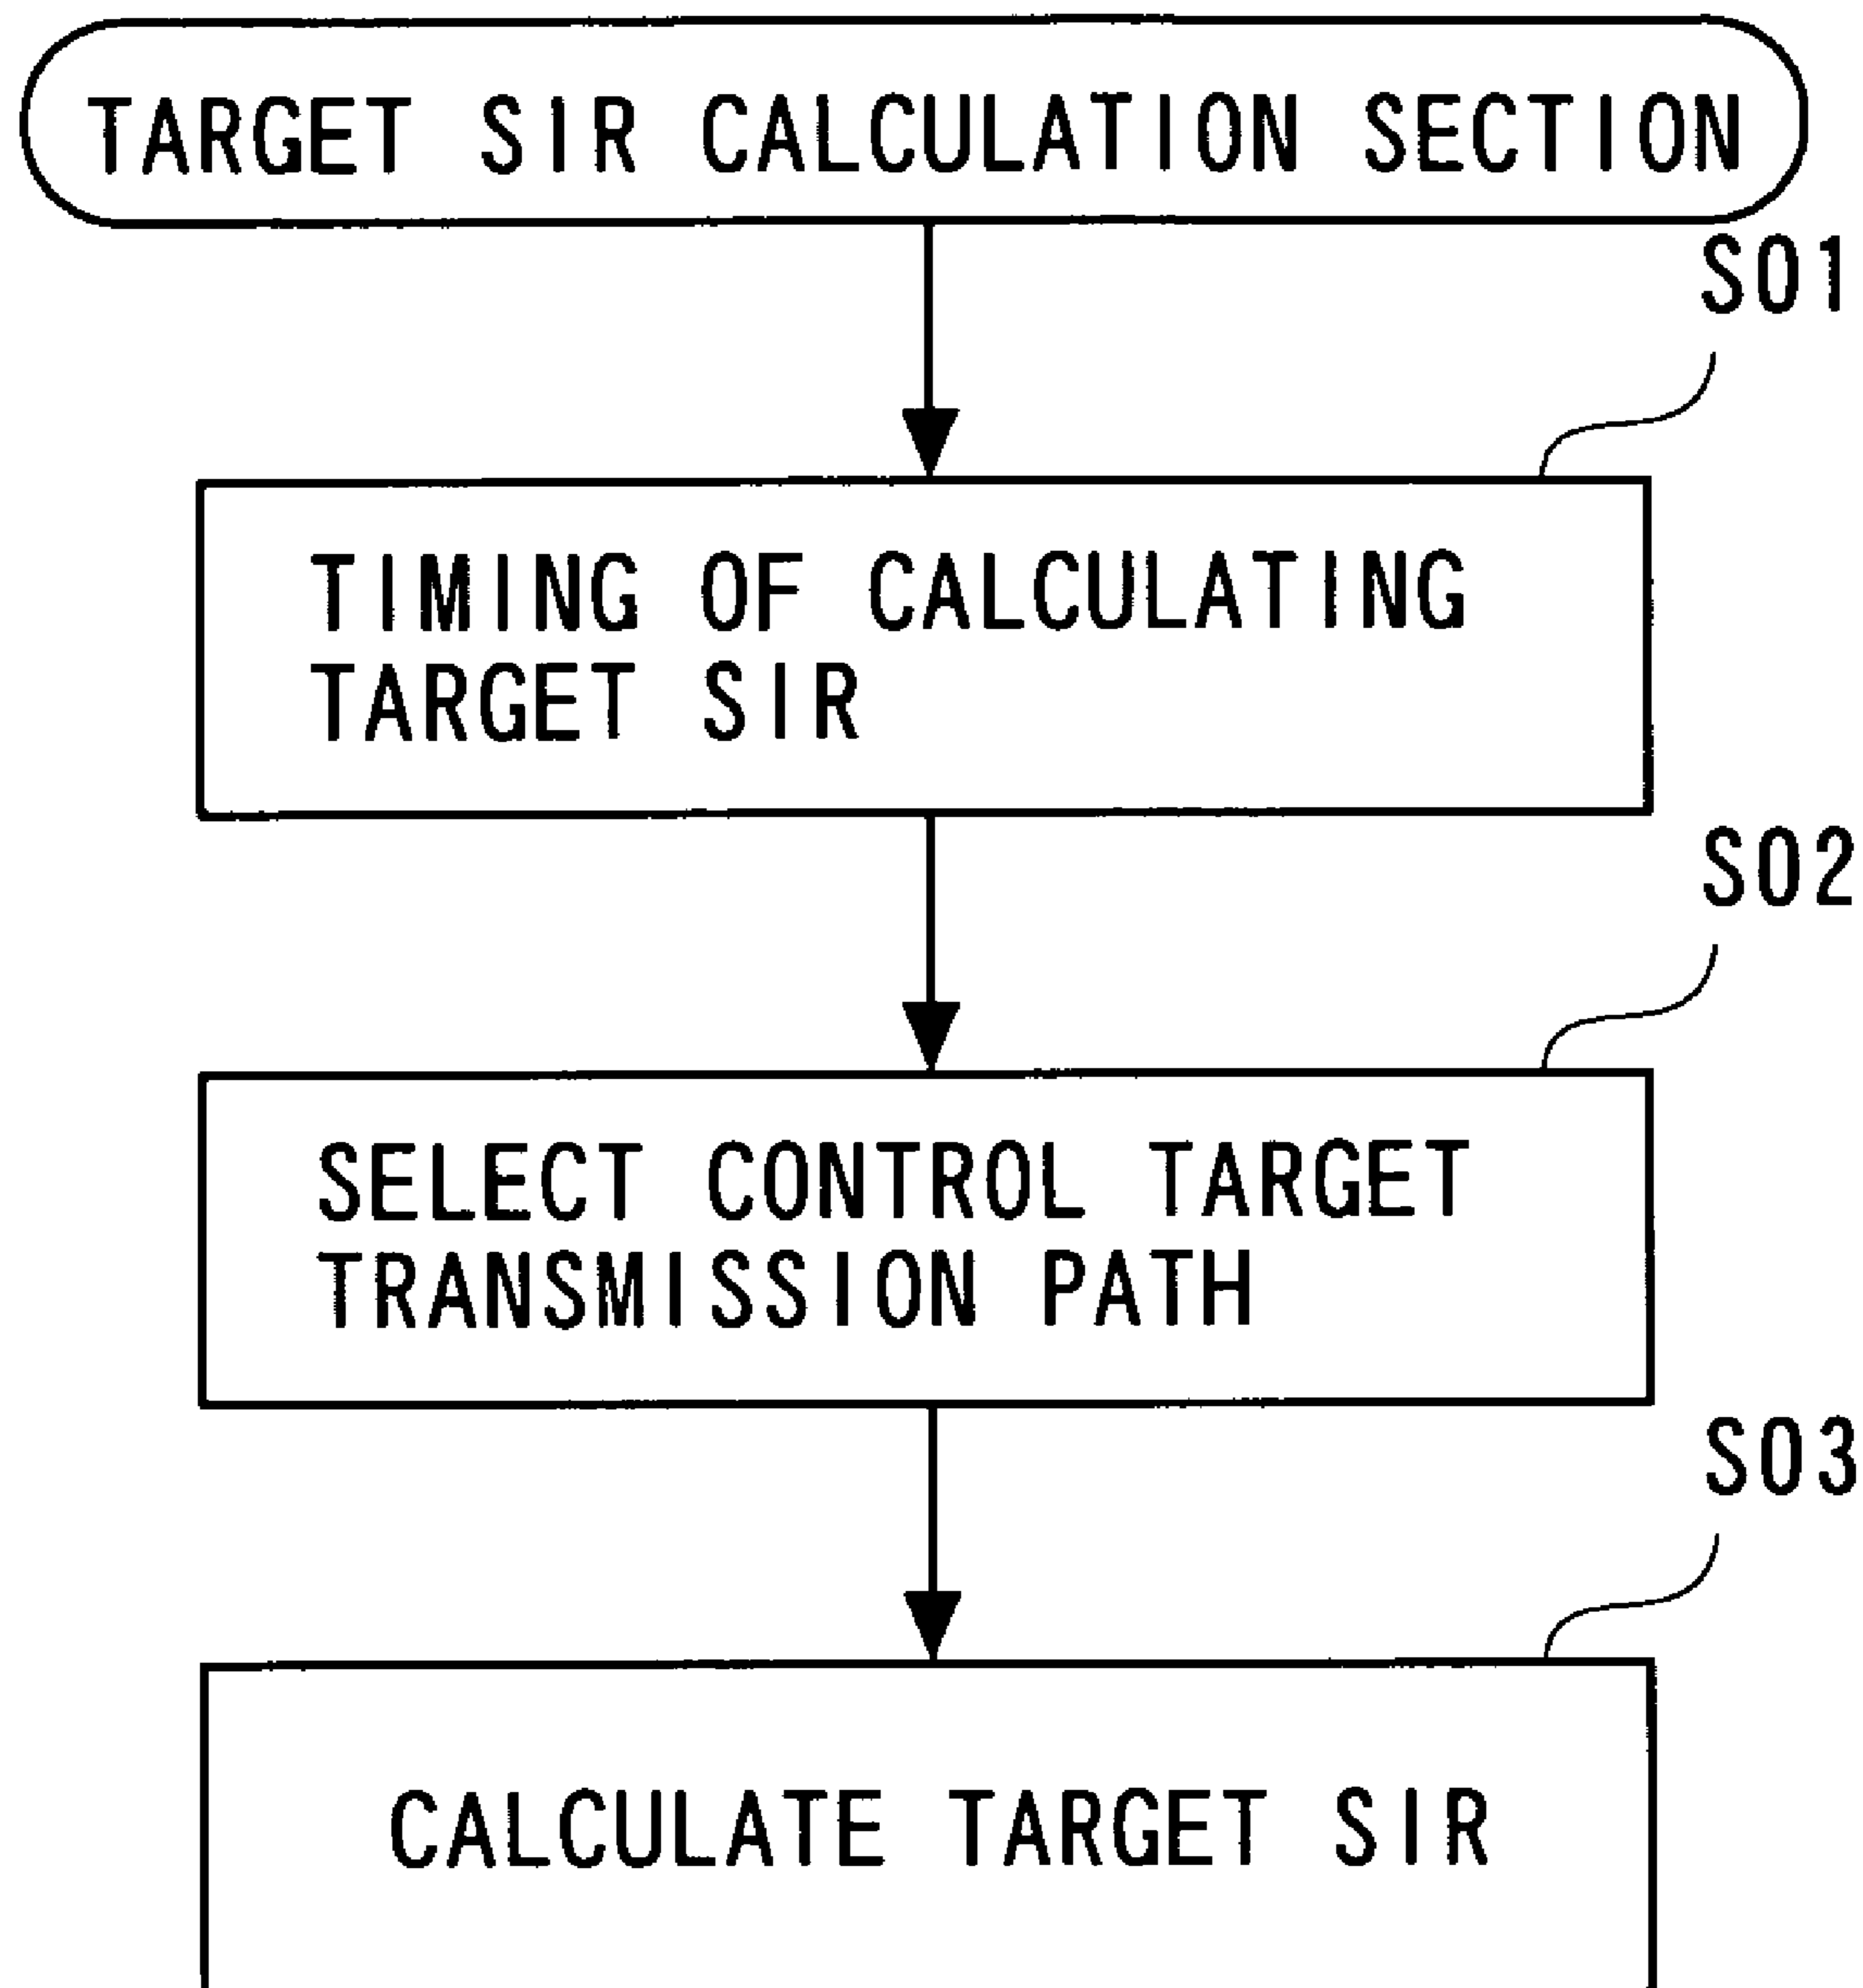 TARGET SIR CALCULATION SECTION
S01
TIMING OF CALCULATING
TARGET SIR
S02
SELECT CONTROL TARGET
TRANSMISSION PATH
S03
CALCULATE TARGET SIR